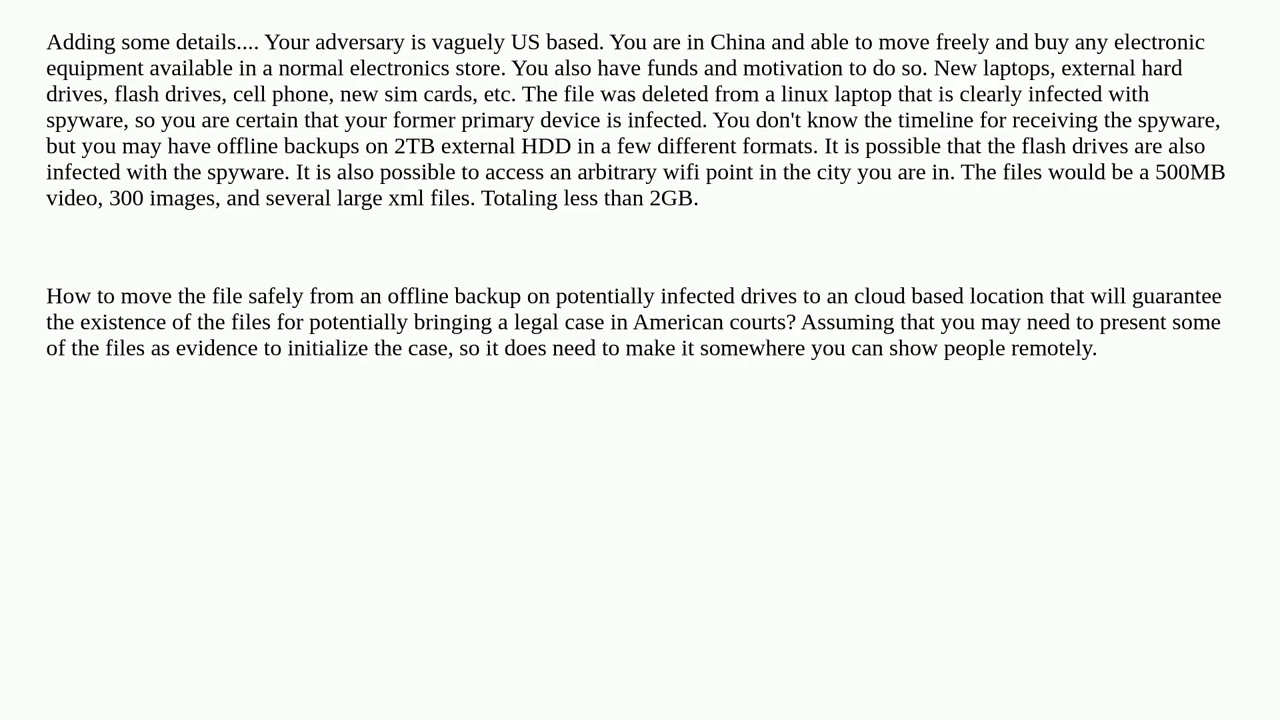 Adding some details.... Your adversary is vaguely US based. You are in China and able to move freely and buy any electronic
equipment available in a normal electronics store. You also have funds and motivation to do so. New laptops, external hard
drives, flash drives, cell phone, new sim cards, etc. The file was deleted from a linux laptop that is clearly infected with
spyware, so you are certain that your former primary device is infected. You don't know the timeline for receiving the spyware,
but you may have offline backups on 2TB external HDD in a few different formats. It is possible that the flash drives are also
infected with the spyware. It is also possible to access an arbitrary wifi point in the city you are in. The files would be a 500MB
video, 300 images, and several large xml files. Totaling less than 2GB.
How to move the file safely from an offline backup on potentially infected drives to an cloud based location that will guarantee
the existence of the files for potentially bringing a legal case in American courts? Assuming that you may need to present some
of the files as evidence to initialize the case, so it does need to make it somewhere you can show people remotely.